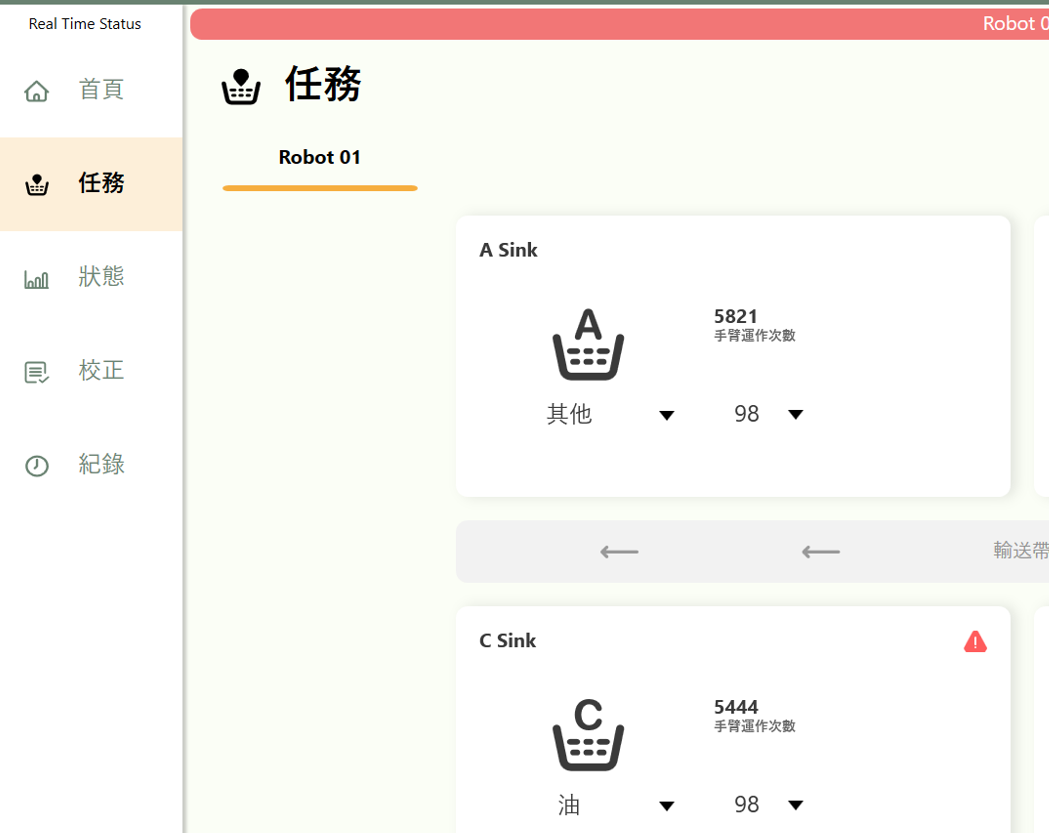 Real Time Status
首頁
任務
狀態
校正
紀錄
Robot 0
任務
Robot 01
A Sink
A
5821
手臂運作次數
其他
98
輸送帶
C Sink
C
5444
手臂運作次數
油
98